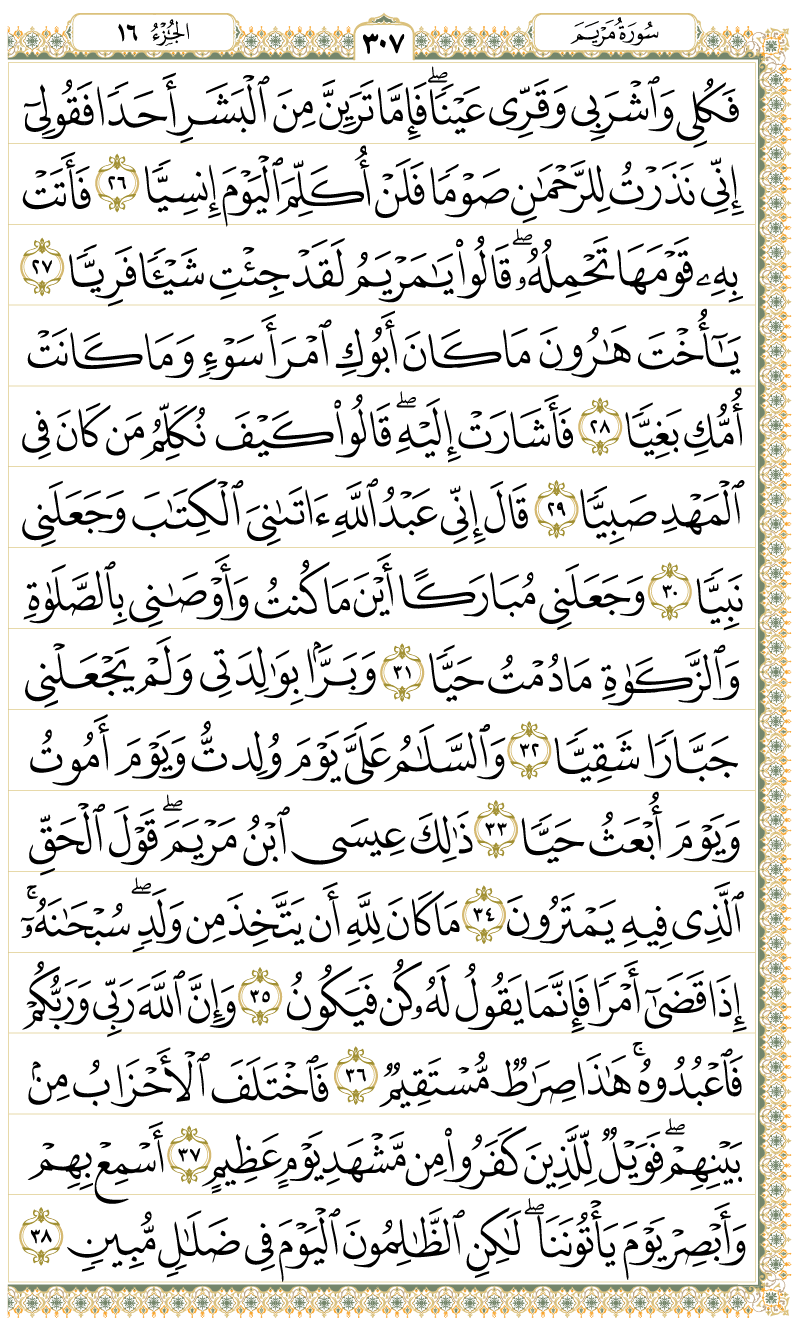 سُورَةُ مَرۡيَمَ ٣٠٧ الجُزْءُ ١٦
فَكُلِي وَٱشۡرَبِي وَقَرِّي عَيۡنٗاۖ فَإِمَّا تَرَيِنَّ مِنَ ٱلۡبَشَرِ أَحَدٗا فَقُولِيٓ
إِنِّي نَذَرۡتُ لِلرَّحۡمَٰنِ صَوۡمٗا فَلَنۡ أُكَلِّمَ ٱلۡيَوۡمَ إِنسِيّٗا ٢٦ فَأَتَتۡ
بِهِۦ قَوۡمَهَا تَحۡمِلُهُۥۖ قَالُواْ يَٰمَرۡيَمُ لَقَدۡ جِئۡتِ شَيۡـٔٗا فَرِيّٗا ٢٧
يَٰٓأُخۡتَ هَٰرُونَ مَا كَانَ أَبُوكِ ٱمۡرَأَ سَوۡءٖ وَمَا كَانَتۡ
أُمُّكِ بَغِيّٗا ٢٨ فَأَشَارَتۡ إِلَيۡهِۖ قَالُواْ كَيۡفَ نُكَلِّمُ مَن كَانَ فِي
ٱلۡمَهۡدِ صَبِيّٗا ٢٩ قَالَ إِنِّي عَبۡدُ ٱللَّهِ ءَاتَىٰنِيَ ٱلۡكِتَٰبَ وَجَعَلَنِي
نَبِيّٗا ٣٠ وَجَعَلَنِي مُبَارَكًا أَيۡنَ مَا كُنتُ وَأَوۡصَٰنِي بِٱلصَّلَوٰةِ
وَٱلزَّكَوٰةِ مَا دُمۡتُ حَيّٗا ٣١ وَبَرَّۢا بِوَٰلِدَتِي وَلَمۡ يَجۡعَلۡنِي
جَبَّارٗا شَقِيّٗا ٣٢ وَٱلسَّلَٰمُ عَلَيَّ يَوۡمَ وُلِدتُّ وَيَوۡمَ أَمُوتُ
وَيَوۡمَ أُبۡعَثُ حَيّٗا ٣٣ ذَٰلِكَ عِيسَى ٱبۡنُ مَرۡيَمَۖ قَوۡلَ ٱلۡحَقِّ
ٱلَّذِي فِيهِ يَمۡتَرُونَ ٣٤ مَا كَانَ لِلَّهِ أَن يَتَّخِذَ مِن وَلَدٖۖ سُبۡحَٰنَهُۥٓۚ
إِذَا قَضَىٰٓ أَمۡرٗا فَإِنَّمَا يَقُولُ لَهُۥ كُن فَيَكُونُ ٣٥ وَإِنَّ ٱللَّهَ رَبِّي وَرَبُّكُمۡ
فَٱعۡبُدُوهُۚ هَٰذَا صِرَٰطٞ مُّسۡتَقِيمٞ ٣٦ فَٱخۡتَلَفَ ٱلۡأَحۡزَابُ مِنۢ
بَيۡنِهِمۡۖ فَوَيۡلٞ لِّلَّذِينَ كَفَرُواْ مِن مَّشۡهَدِ يَوۡمٍ عَظِيمٍ ٣٧ أَسۡمِعۡ بِهِمۡ
وَأَبۡصِرۡ يَوۡمَ يَأۡتُونَنَا ۖ لَٰكِنِ ٱلظَّٰلِمُونَ ٱلۡيَوۡمَ فِي ضَلَٰلٖ مُّبِينٖ ٣٨